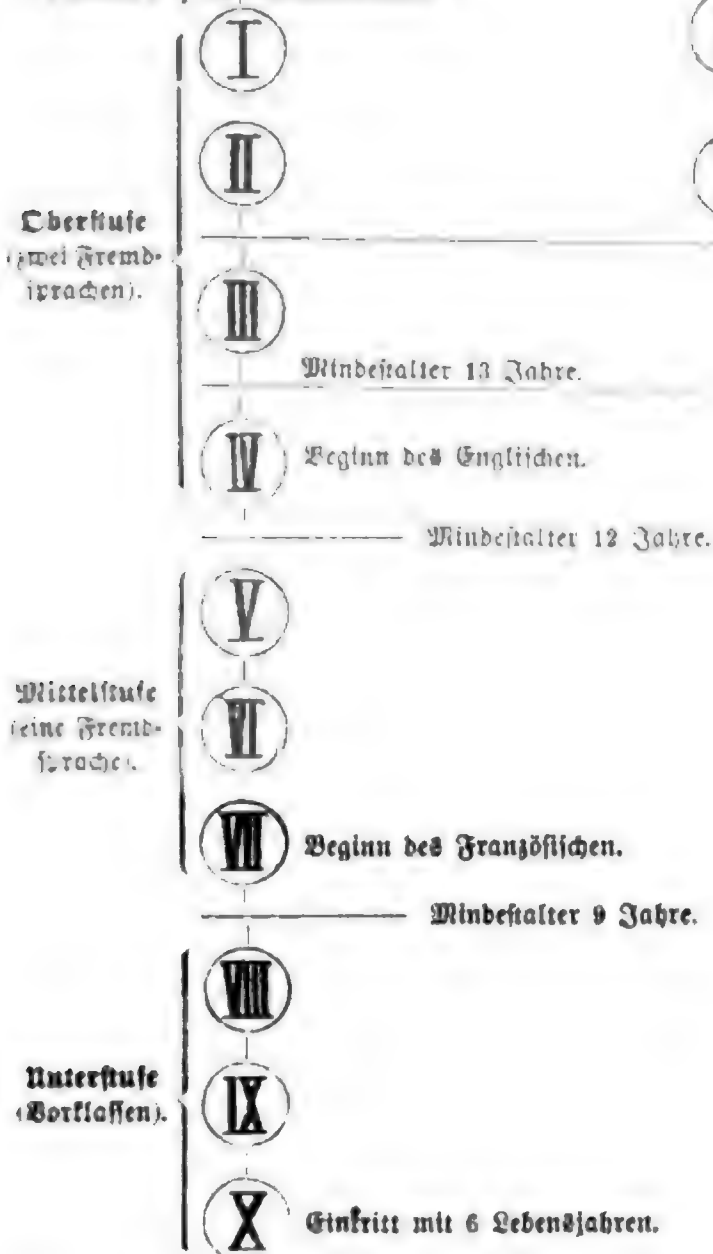 I
II
Oberstufe
(zwei Fremd-
sprachen).
III
Mindestalter 13 Jahre.
IV
Beginn des Englischen.
Mindestalter 12 Jahre.
V
Mittelstufe
(eine Fremd-
sprache).
VI
VII
Beginn des Französischen.
Mindestalter 9 Jahre.
VIII
Unterstufe
(Vorklassen).
IX
X
Eintritt mit 6 Lebensjahren.